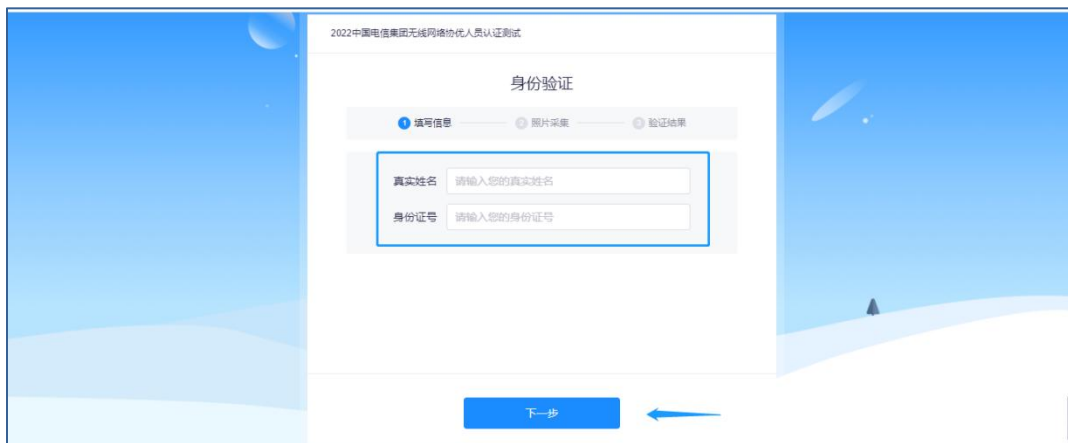 2022中国电信集团无线网络协优人员认证测试
身份验证
1 填写信息 2 照片采集 3 验证结果
真实姓名 请输入您的真实姓名
身份证号 请输入您的身份证号
下一步